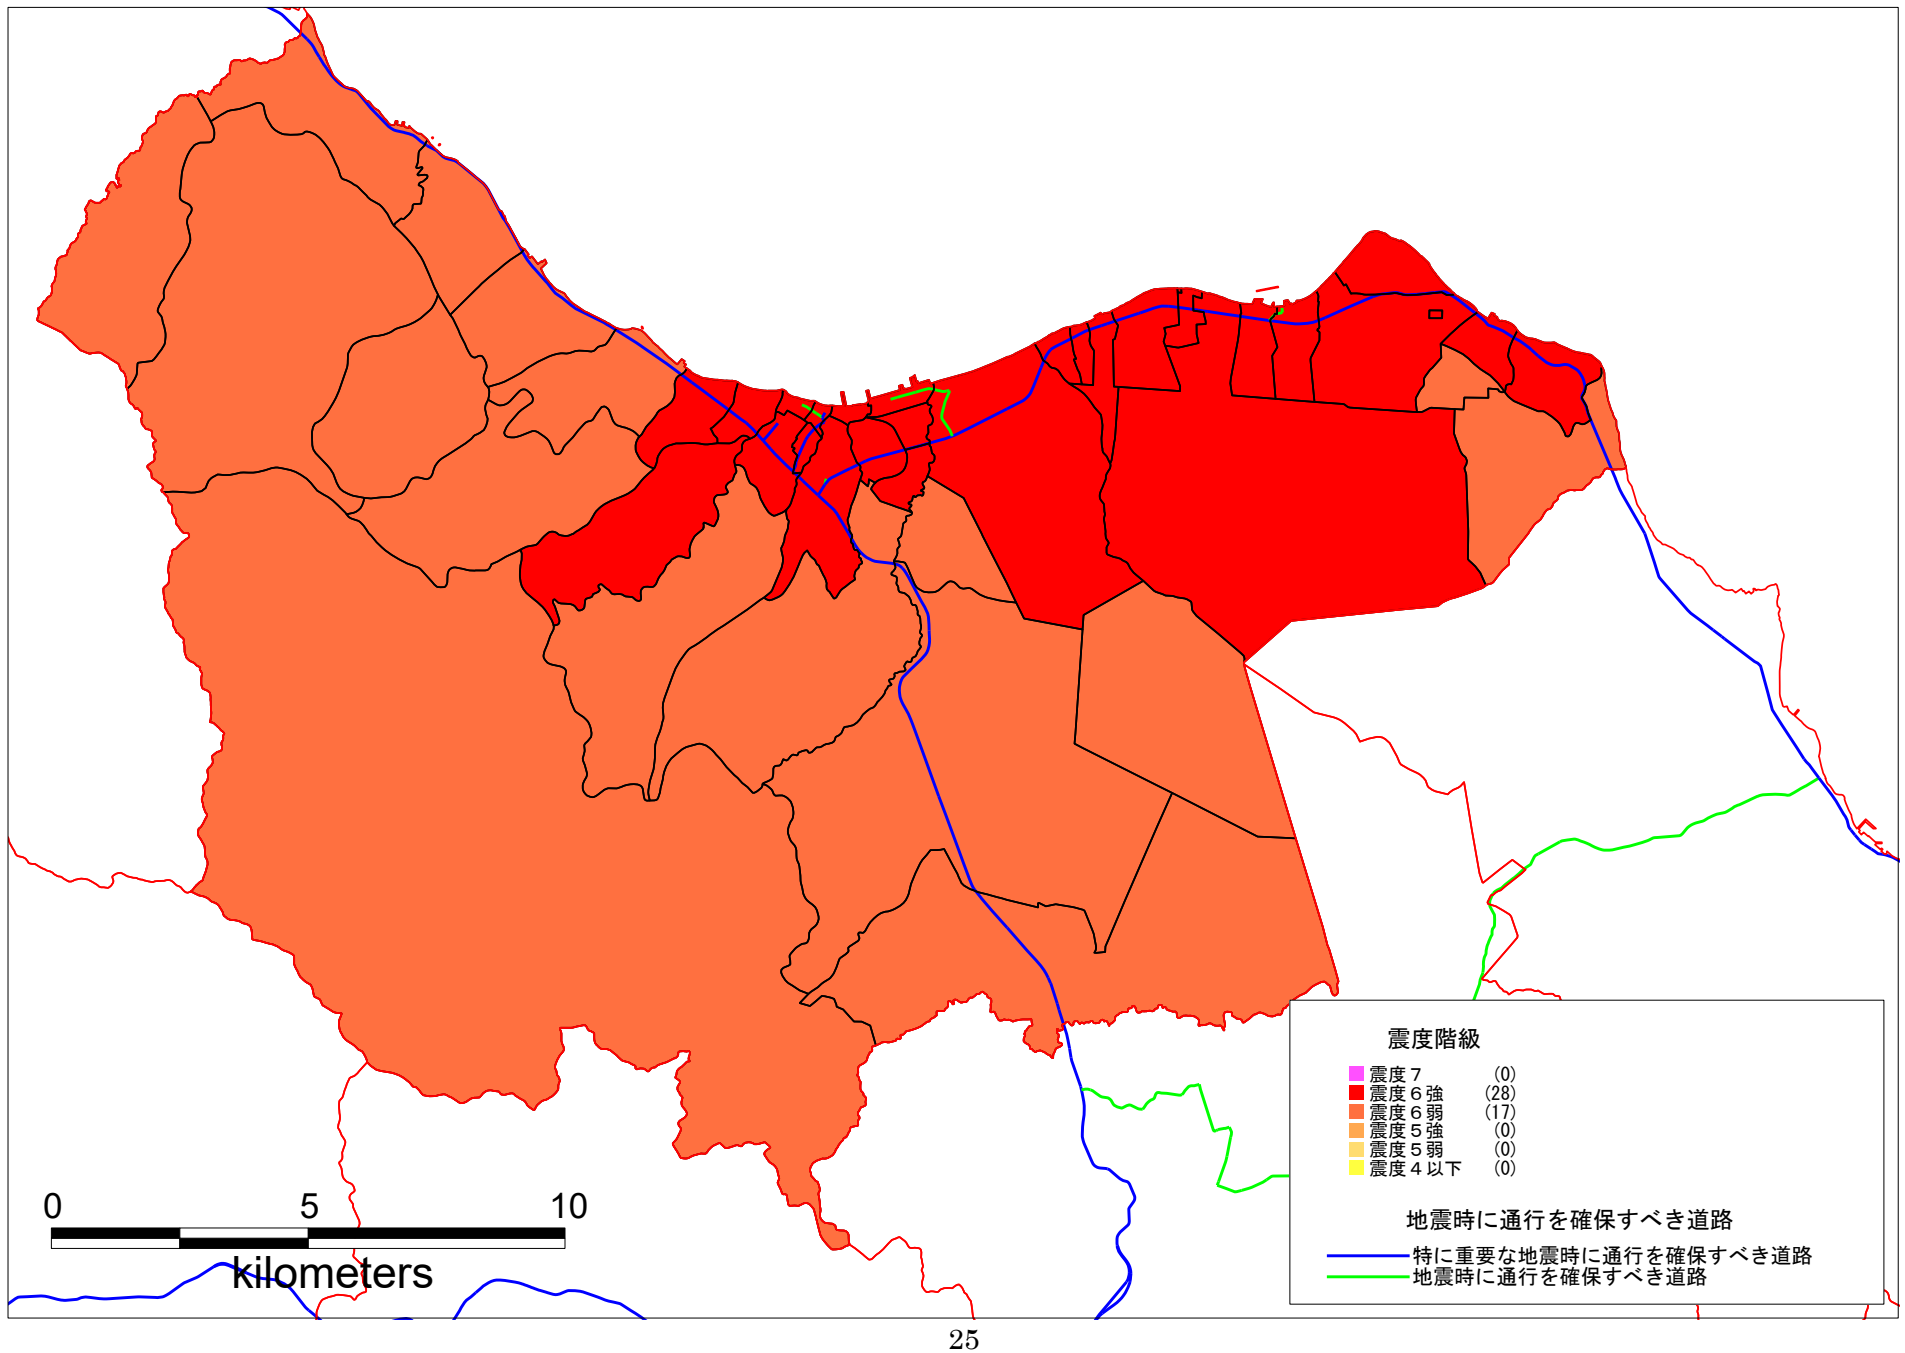 震度階級
震度７ (0)
震度６強 (28)
震度６弱 (17)
震度５強 (0)
震度５弱 (0)
震度４以下 (0)
0 5 10
kilometers
地震時に通行を確保すべき道路
特に重要な地震時に通行を確保すべき道路
地震時に通行を確保すべき道路
25